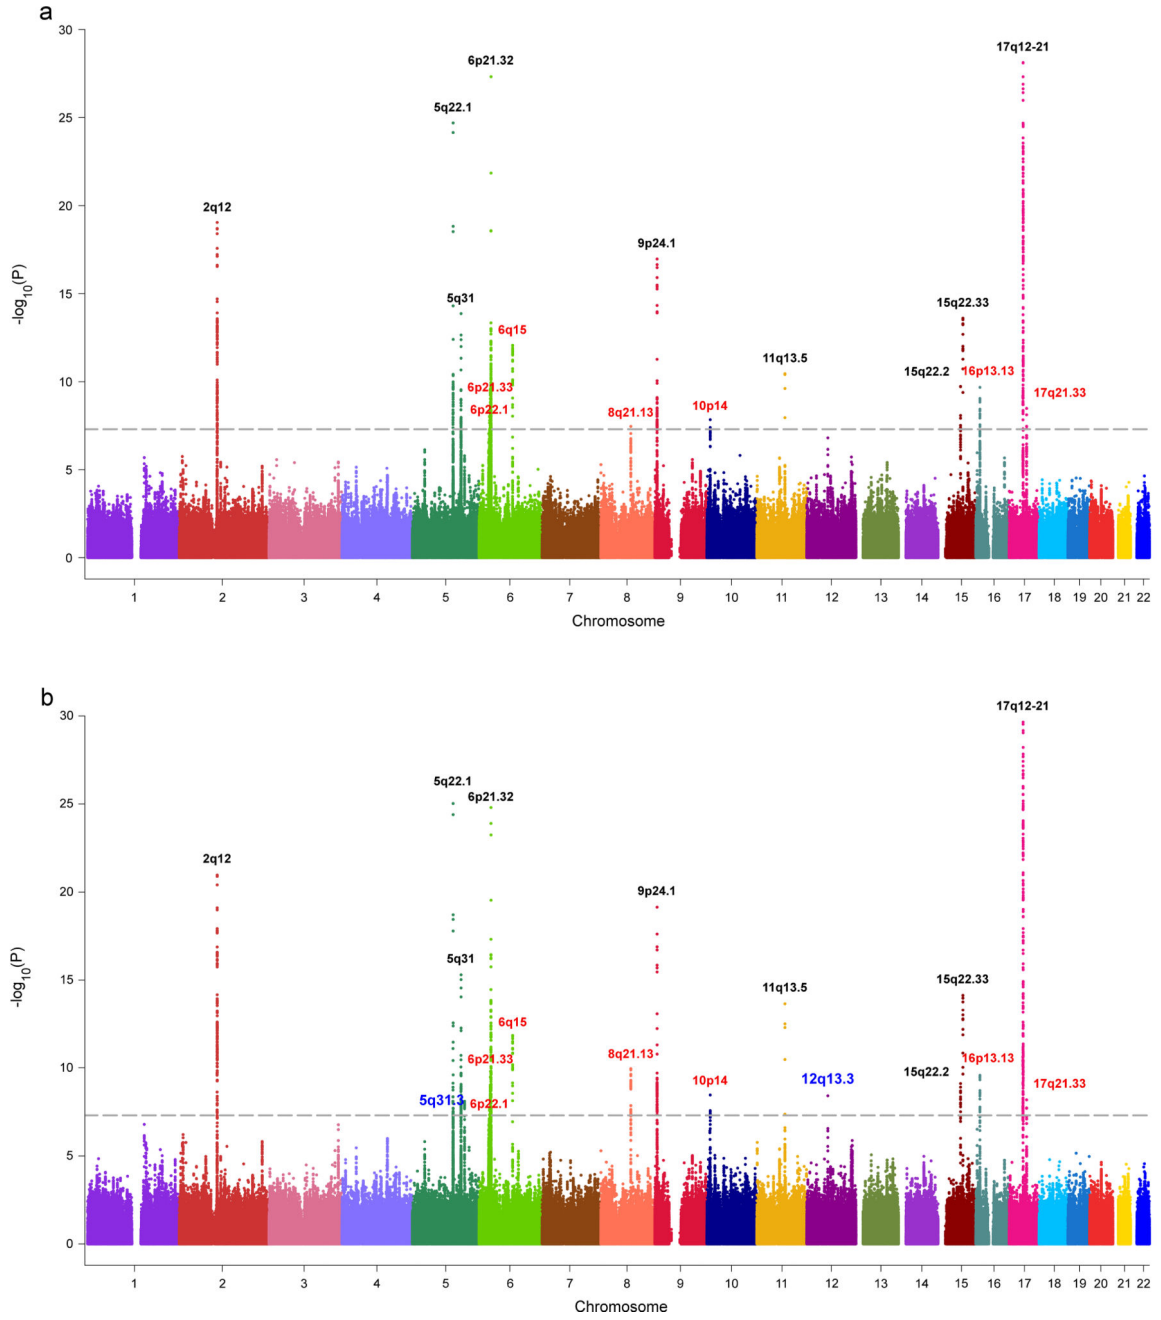 a
30
17q12-21
6p21.32
5q22.1
25
20
2q12
9p24.1
-log10(P)
15
5q31
15q22.33
6q15
11q13.5
15q22.2
16p13.13
10
6p21.33
17q21.33
6p22.1
8q21.13
10p14
5
0
1 2 3 4 5 6 7 8 9 10 11 12 13 14 15 16 17 18 19 20 21 22
Chromosome
b
17q12-21
30
5q22.1
6p21.32
25
2q12
20
9p24.1
5q31
15q22.33
-log10(P)
15
11q13.5
6q15
6p21.33
8q21.13
16p13.13
10
15q22.2
10p14
12q13.3
17q21.33
5q31.3
6p22.1
5
0
1 2 3 4 5 6 7 8 9 10 11 12 13 14 15 16 17 18 19 20 21 22
Chromosome